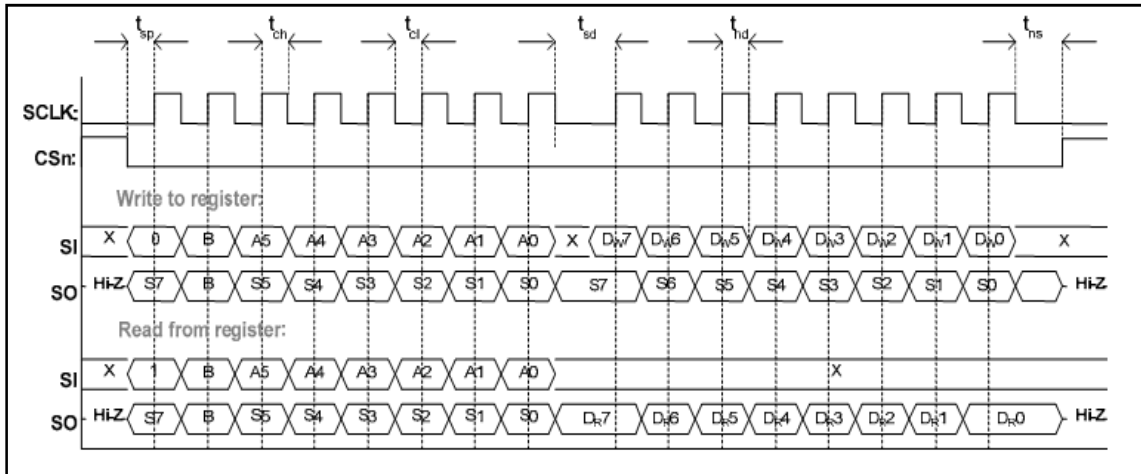 tsp tch tcl tsd thd tns
SCLK:
CSn:
Write to register:
SI X 0 B A5 A4 A3 A2 A1 A0 X DW7 DW6 DW5 DW4 DW3 DW2 DW1 DW0 X
SO Hi-Z S7 B S5 S4 S3 S2 S1 S0 S7 S6 S5 S4 S3 S2 S1 S0 Hi-Z
Read from register:
SI X 1 B A5 A4 A3 A2 A1 A0 X
SO Hi-Z S7 B S5 S4 S3 S2 S1 S0 DR7 DR6 DR5 DR4 DR3 DR2 DR1 DR0 Hi-Z